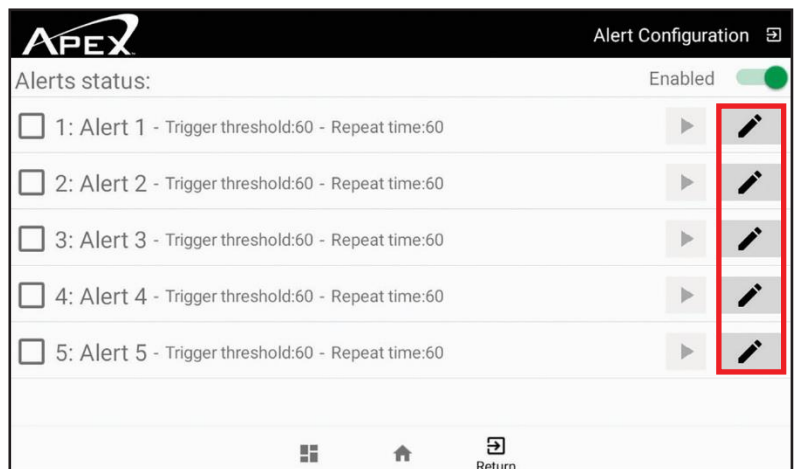 APEX
Alert Configuration
Alerts status: Enabled
1: Alert 1 - Trigger threshold:60 - Repeat time:60
2: Alert 2 - Trigger threshold:60 - Repeat time:60
3: Alert 3 - Trigger threshold:60 - Repeat time:60
4: Alert 4 - Trigger threshold:60 - Repeat time:60
5: Alert 5 - Trigger threshold:60 - Repeat time:60
Return